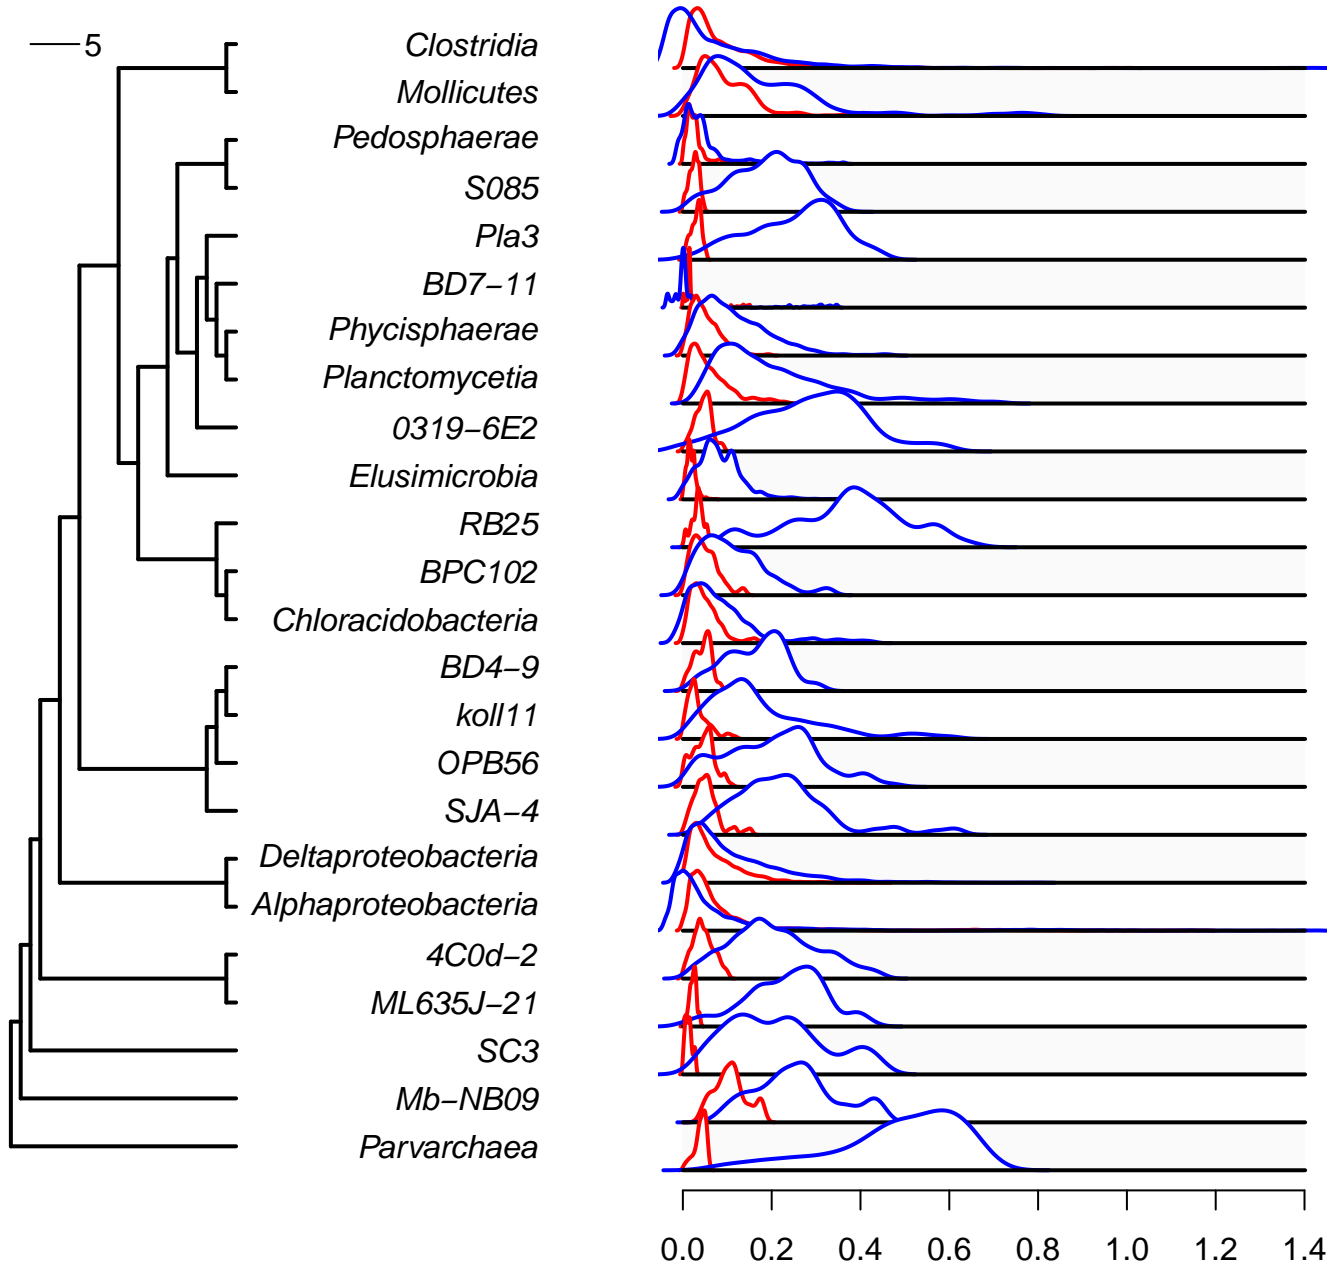 5
Clostridia
Mollicutes
Pedosphaerae
S085
Pla3
BD7−11
Phycisphaerae
Planctomycetia
0319−6E2
Elusimicrobia
RB25
BPC102
Chloracidobacteria
BD4−9
koll11
OPB56
SJA−4
Deltaproteobacteria
Alphaproteobacteria
4C0d−2
ML635J−21
SC3
Mb−NB09
Parvarchaea
0.0 0.2 0.4 0.6 0.8 1.0 1.2 1.4